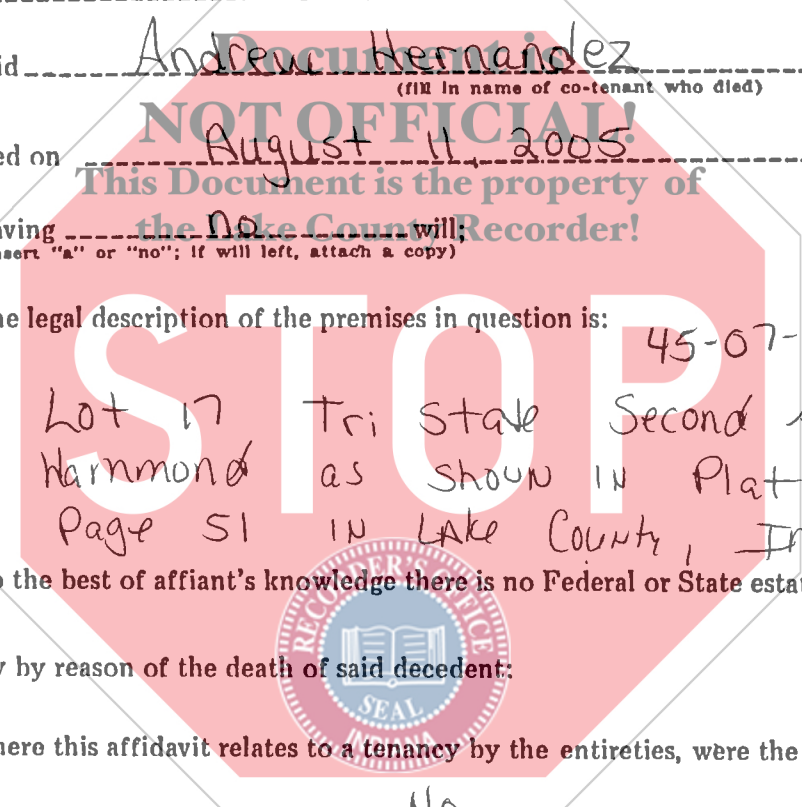 id Andrew Hernandez
Document is
(fill in name of co-tenant who died)
NOT OFFICIAL!
ed on August 11, 2005
This Document is the property of
the Lake County Recorder!
aving no will;
nsert "a" or "no"; if will left, attach a copy)
he legal description of the premises in question is:
45-07-
STOP
Lot 17 Tri State Second
Hammond as shown in Plat
Page 51 IN LAke County, In
o the best of affiant's knowledge there is no Federal or State estat
RECORDER'S OFFICE
y by reason of the death of said decedent:
SEAL
INDIANA
here this affidavit relates to a tenancy by the entireties, were the
No